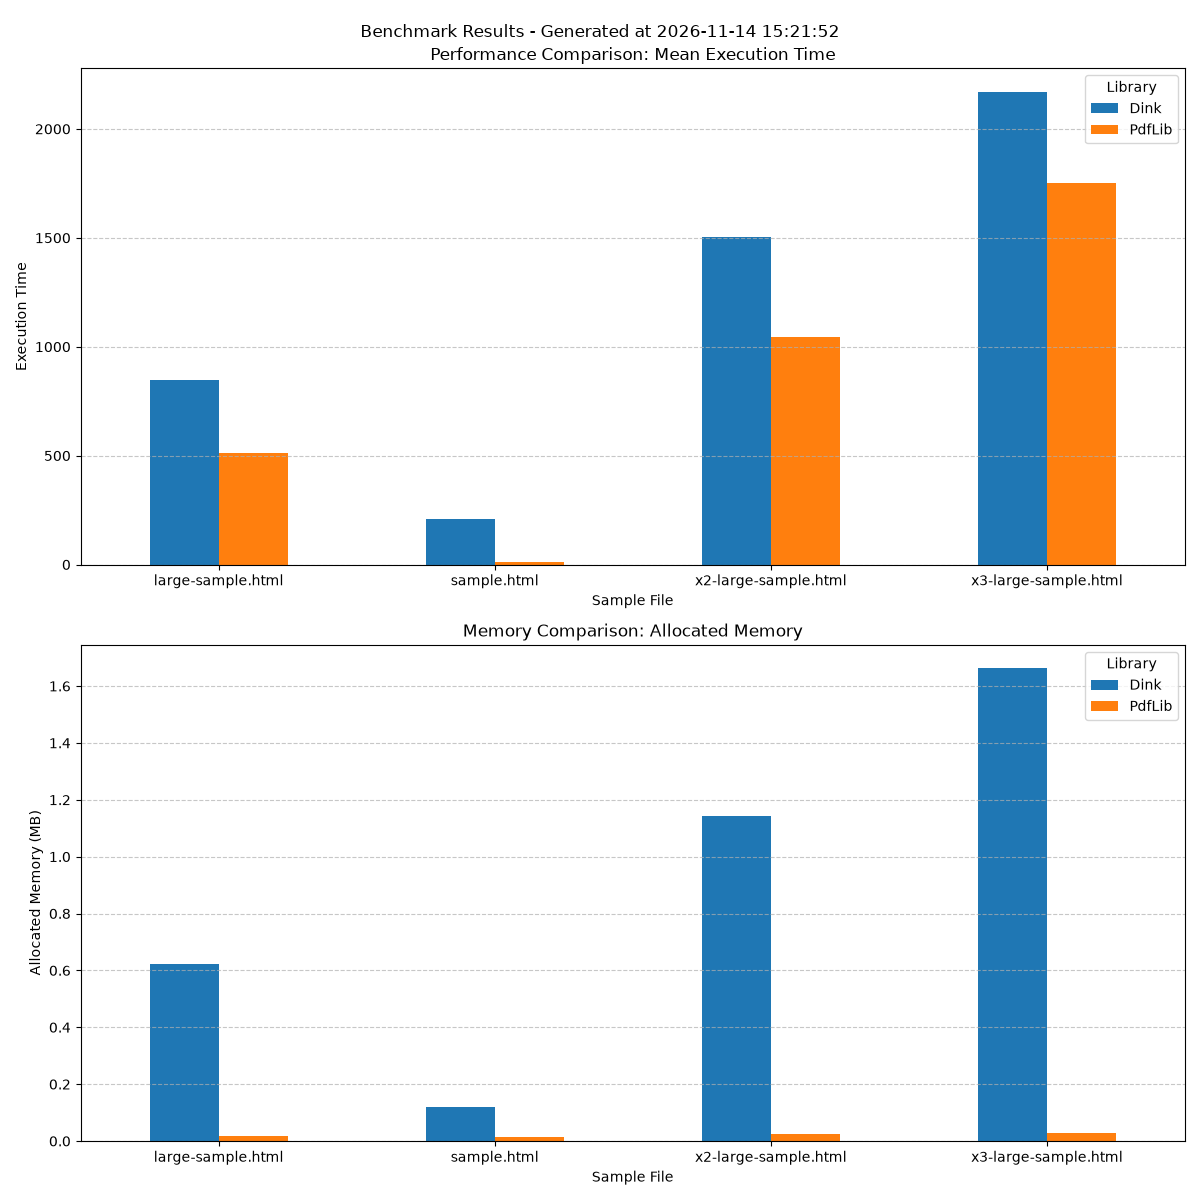 Benchmark Results - Generated at 2026-11-14 15:21:52
Performance Comparison: Mean Execution Time
Execution Time
2000
1500
1000
500
0
Library
Dink
PdfLib
large-sample.html
sample.html
x2-large-sample.html
x3-large-sample.html
Sample File
Memory Comparison: Allocated Memory
Allocated Memory (MB)
1.6
1.4
1.2
1.0
0.8
0.6
0.4
0.2
0.0
Library
Dink
PdfLib
large-sample.html
sample.html
x2-large-sample.html
x3-large-sample.html
Sample File